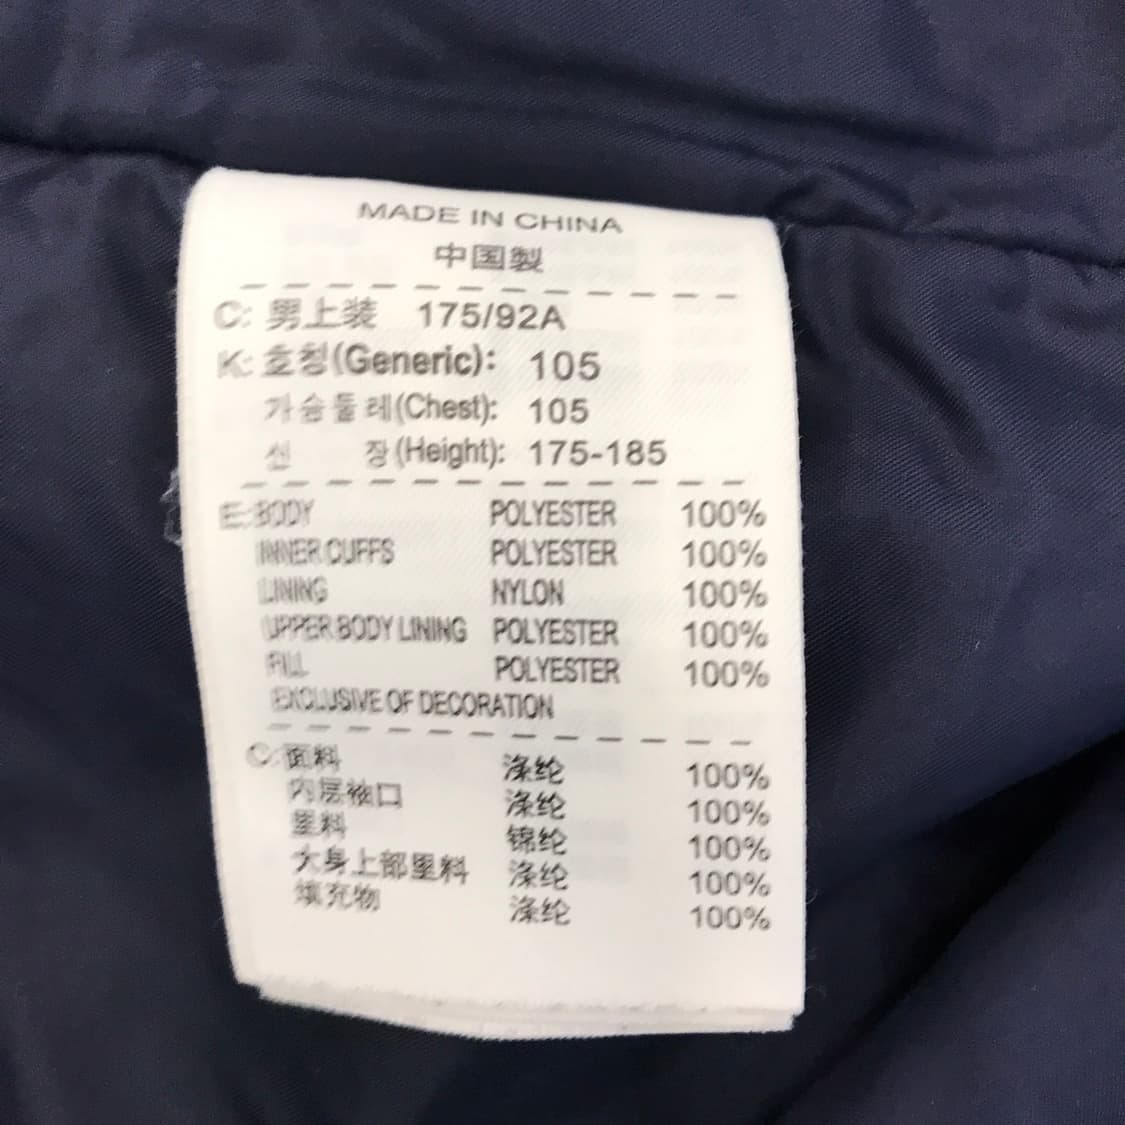 MADE IN CHINA
中国製
C: 男上装 175/92A
K: 호칭(Generic): 105
가슴둘레(Chest): 105
신 장(Height): 175-185
E: BODY POLYESTER 100%
INNER CUFFS POLYESTER 100%
LINING NYLON 100%
UPPER BODY LINING POLYESTER 100%
FILL POLYESTER 100%
EXCLUSIVE OF DECORATION
C: 面料 涤纶 100%
内层袖口 涤纶 100%
里料 锦纶 100%
大身上部里料 涤纶 100%
填充物 涤纶 100%